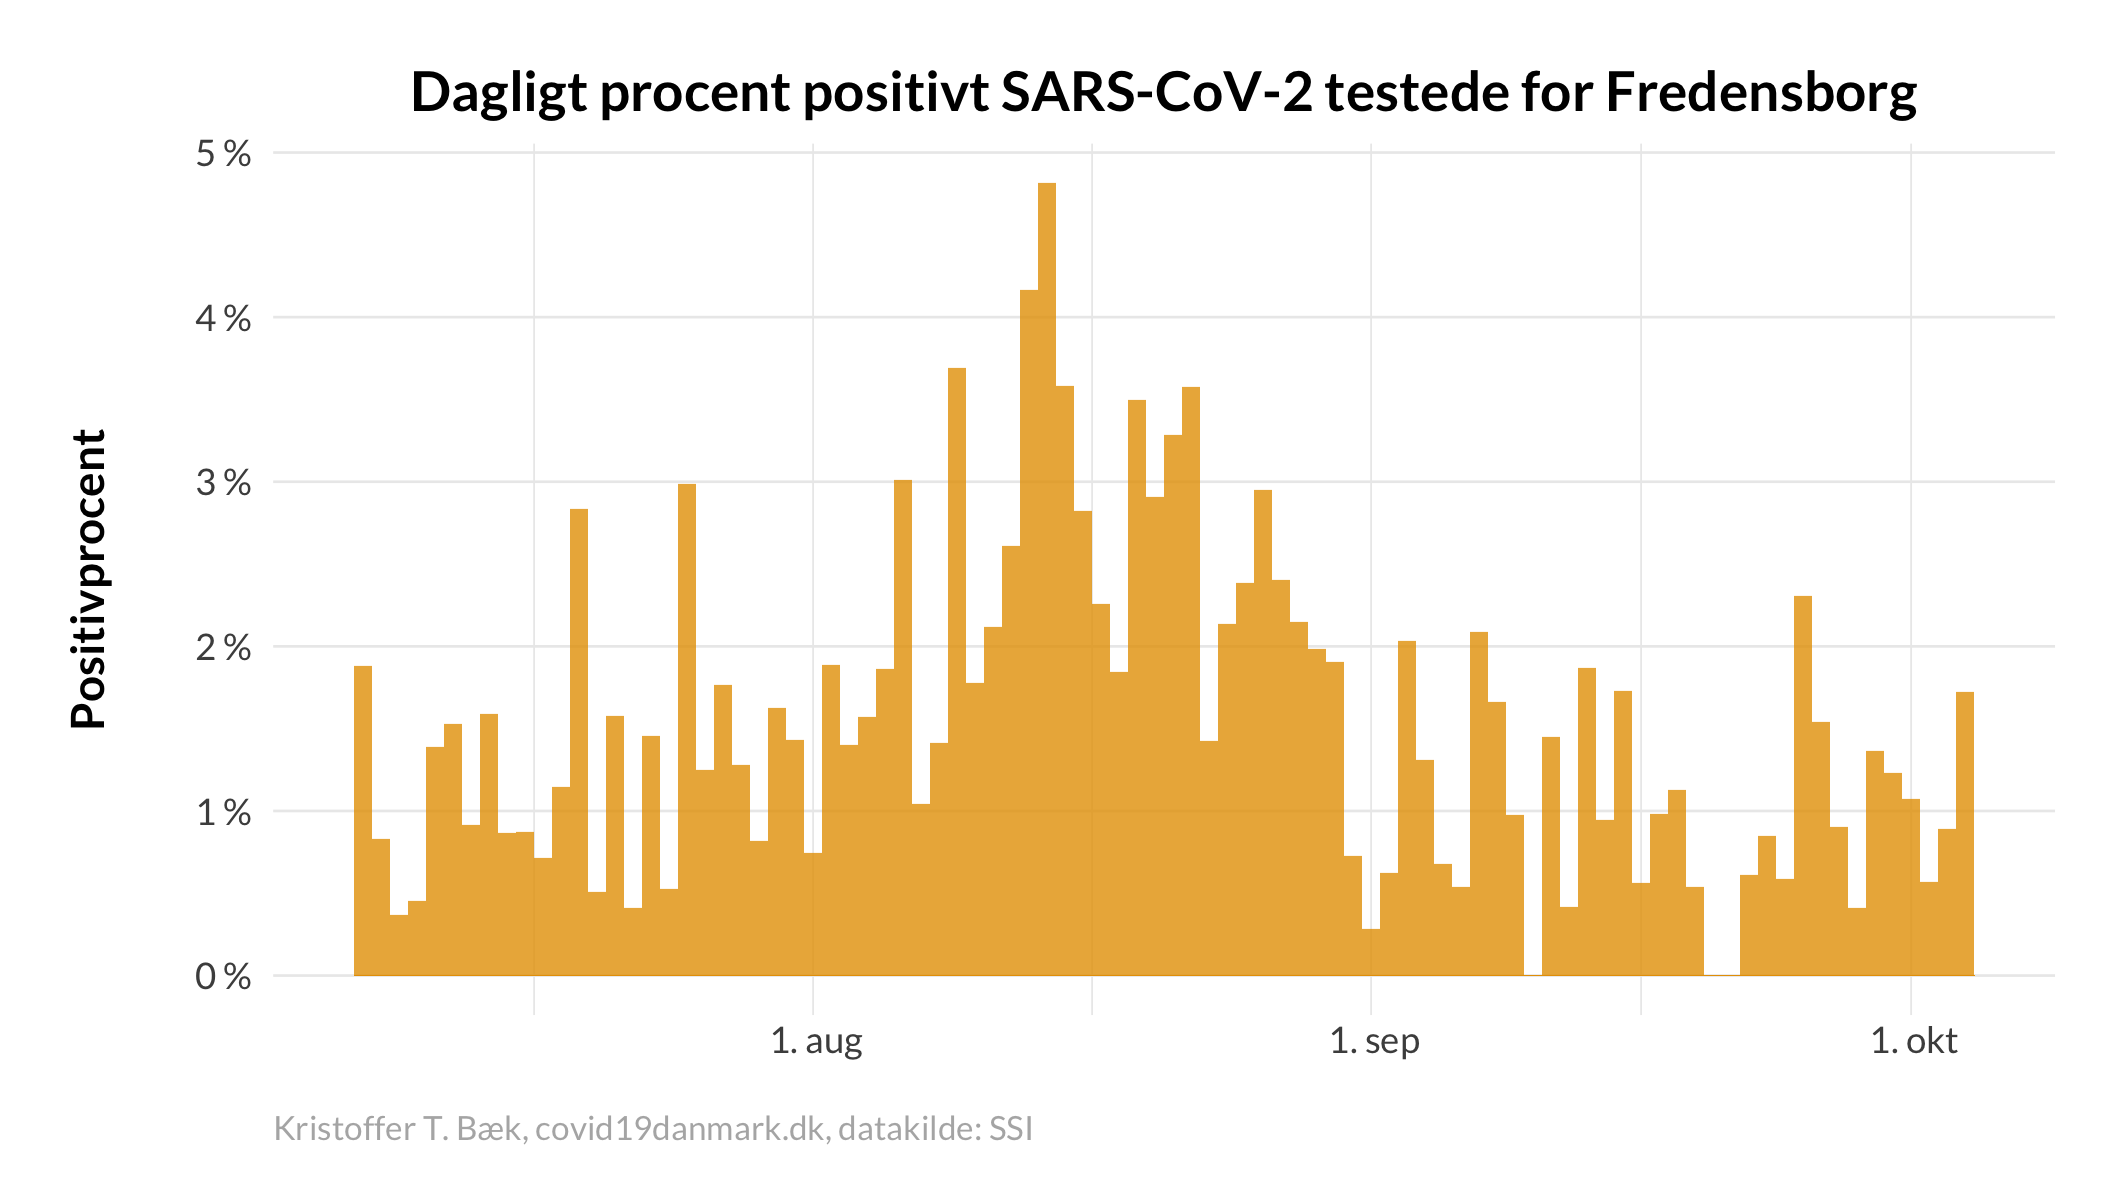 Dagligt procent positivt SARS-CoV-2 testede for Fredensborg
Positivprocent
5 %
4 %
3 %
2 %
1 %
0 %
1. aug
1. sep
1. okt
Kristoffer T. Bæk, covid19danmark.dk, datakilde: SSI